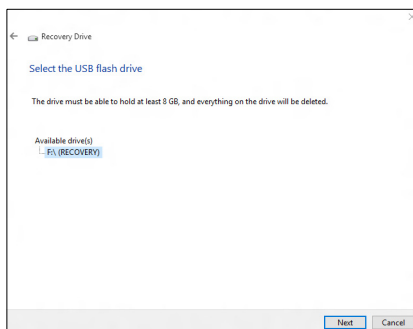 Recovery Drive
Select the USB flash drive
The drive must be able to hold at least 8 GB, and everything on the drive will be deleted.
Available drive(s)
F:\ (RECOVERY)
Next Cancel